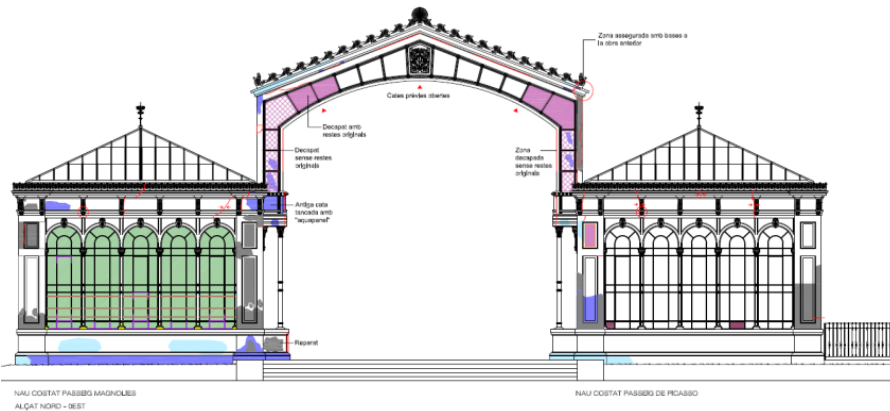 Zona assegurada amb bases a
la obra anterior
Cales prèvies obertes
Decapat amb
restes originals
Decapat
sense restes
originals
Zona
decapada
sense restes
originals
Antiga cata
tancada amb
"aquapanel"
Reparat
NAU COSTAT PASSEIG MAGNOLIES
NAU COSTAT PASSEIG DE PICASSO
ALÇAT NORD - OEST